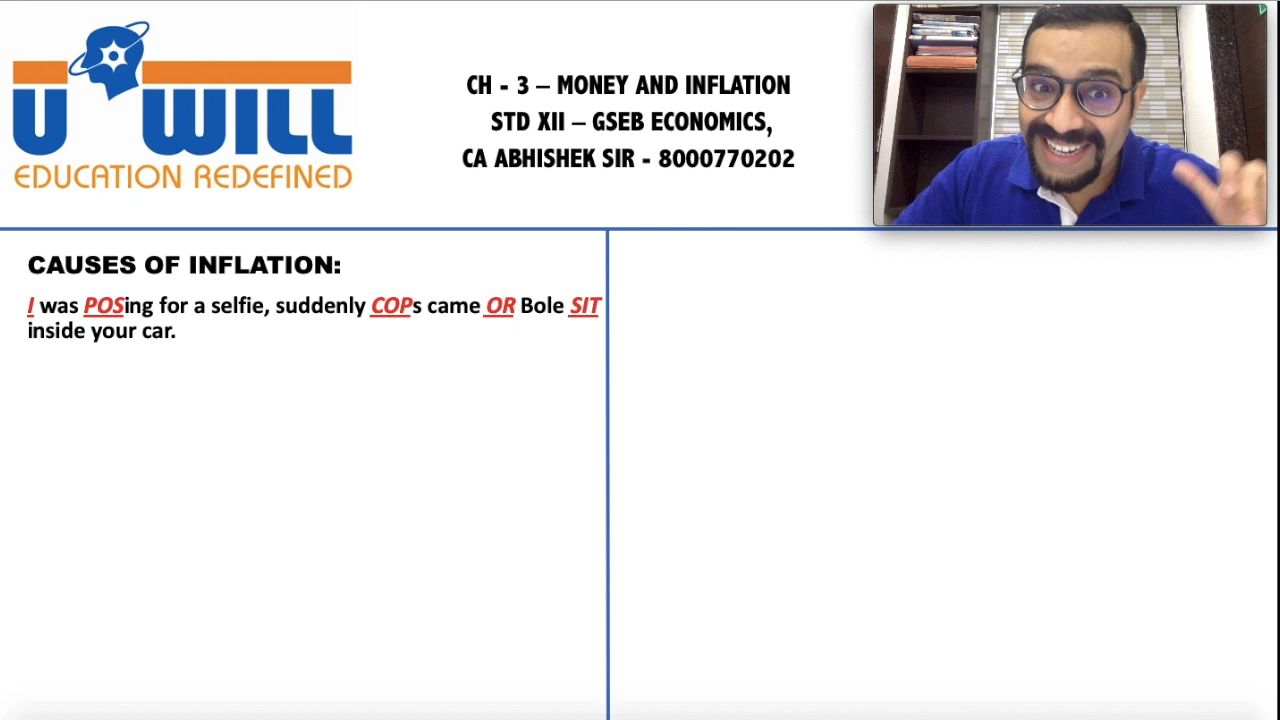 U WILL
EDUCATION REDEFINED
CH - 3 – MONEY AND INFLATION
STD XII – GSEB ECONOMICS,
CA ABHISHEK SIR - 8000770202
CAUSES OF INFLATION:
I was POSing for a selfie, suddenly COPs came OR Bole SIT
inside your car.